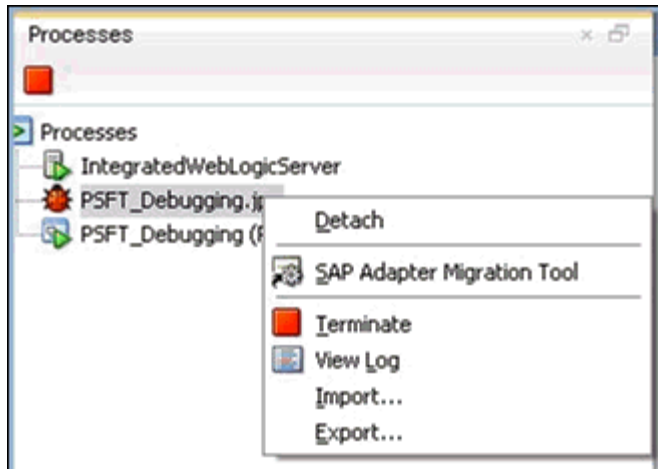 Processes
Processes
IntegratedWebLogicServer
PSFT_Debugging.jp
PSFT_Debugging (
Detach
SAP Adapter Migration Tool
Terminate
View Log
Import...
Export...